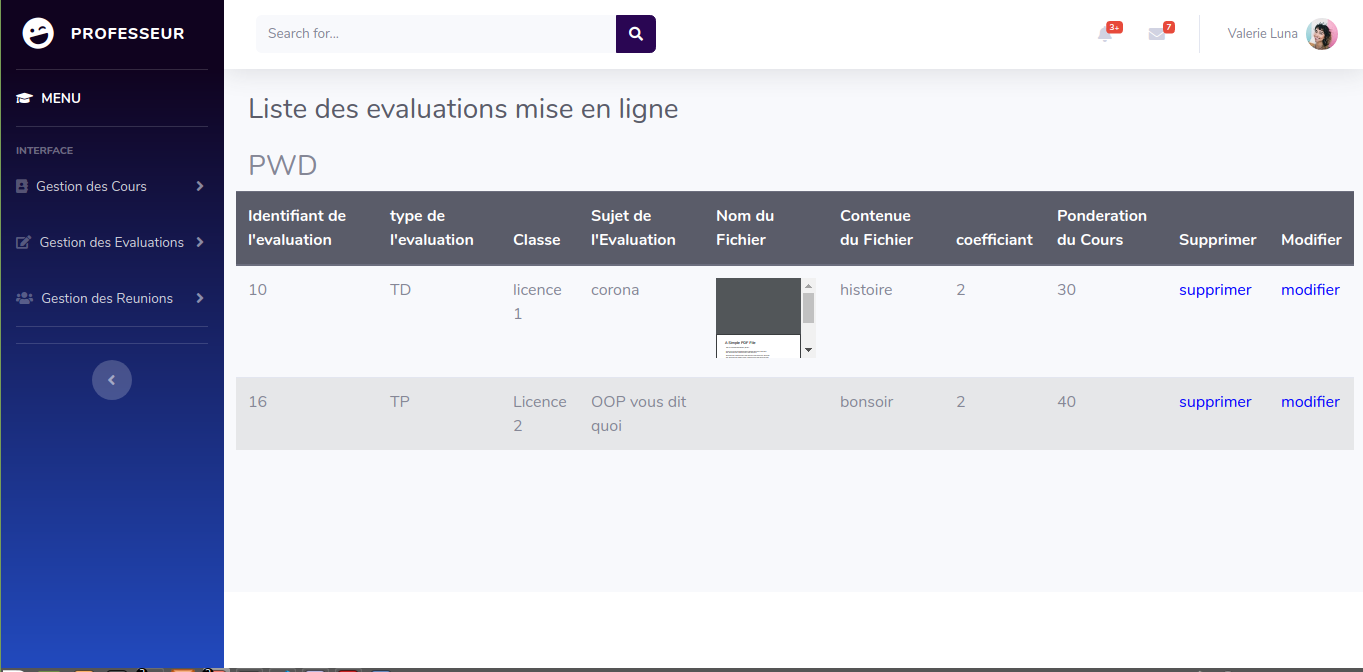 PROFESSEUR
Search for...
3+
7
Valerie Luna
MENU
INTERFACE
Gestion des Cours
Gestion des Evaluations
Gestion des Reunions
Liste des evaluations mise en ligne
PWD
Identifiant de l'evaluation
type de l'evaluation
Classe
Sujet de l'Evaluation
Nom du Fichier
Contenue du Fichier
coefficiant
Ponderation du Cours
Supprimer
Modifier
10
TD
licence 1
corona
A Simple PDF File
histoire
2
30
supprimer
modifier
16
TP
Licence 2
OOP vous dit quoi
bonsoir
2
40
supprimer
modifier